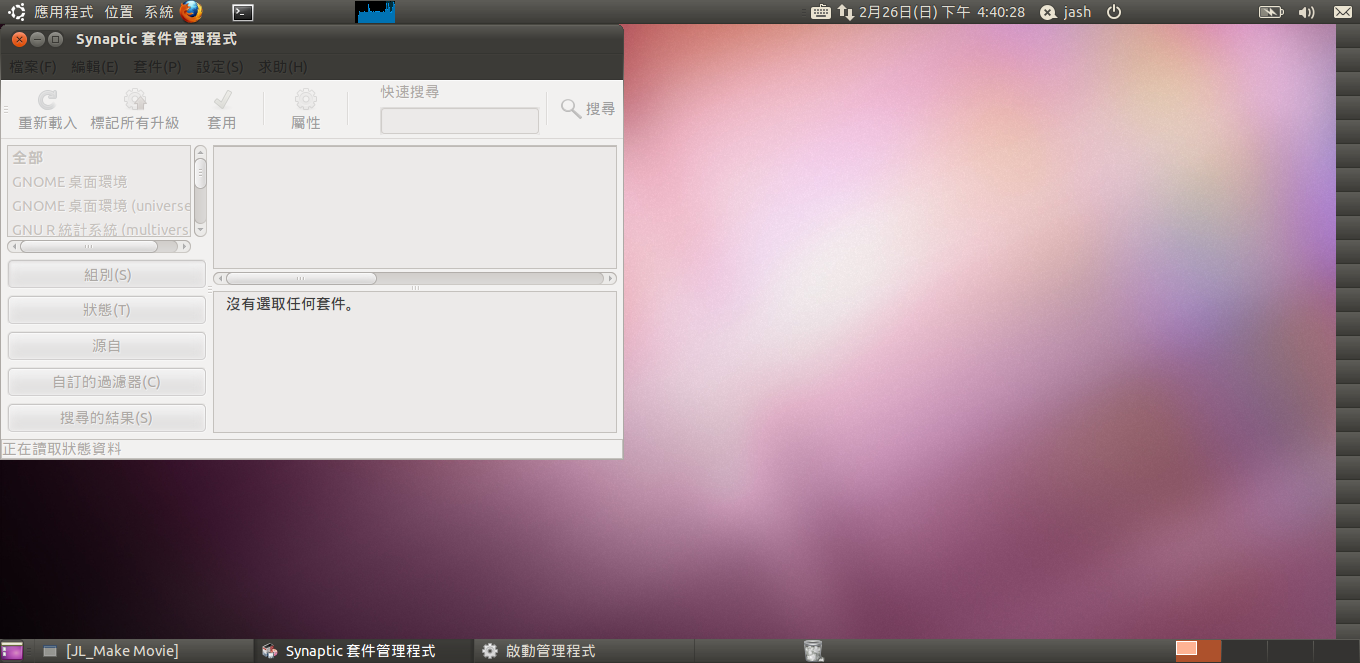 應用程式 位置 系統 2月26日(日) 下午 4:40:28 jash
Synaptic 套件管理程式
檔案(F) 編輯(E) 套件(P) 設定(S) 求助(H)
快速搜尋
重新載入 標記所有升級 套用 屬性 搜尋
全部
GNOME 桌面環境
GNOME 桌面環境 (universe
GNU R 統計系統 (multivers
組別(S)
狀態(T)
源自
自訂的過濾器(C)
搜尋的結果(S)
沒有選取任何套件。
正在讀取狀態資料
[JL_Make Movie] Synaptic 套件管理程式 啟動管理程式